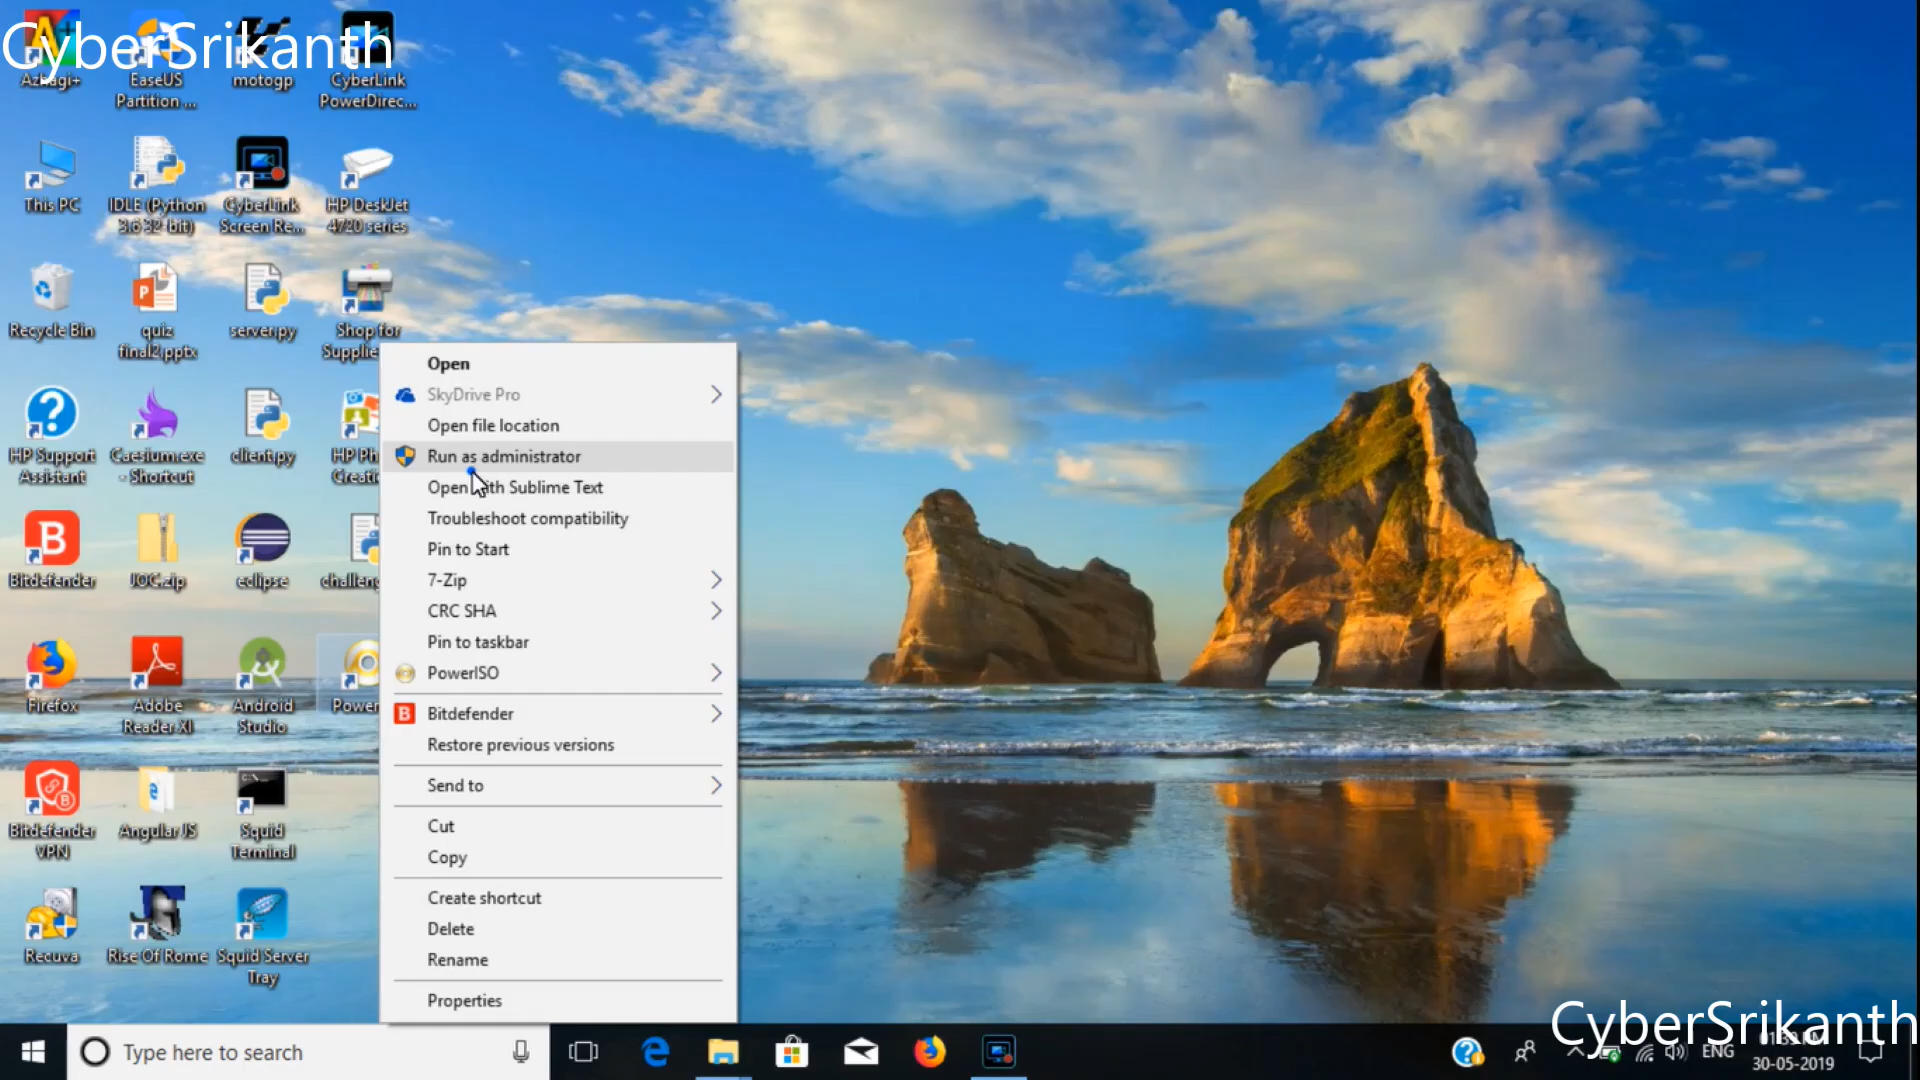 CyberSrikanth
Azhagi+
EaseUS
Partition ...
motogp
CyberLink
PowerDirec...
This PC
IDLE (Python
3.6 32-bit)
CyberLink
Screen Re...
HP DeskJet
4720 series
Recycle Bin
quiz
final2.pptx
server.py
Shop for
Supplie
HP Support
Assistant
Caesium.exe
- Shortcut
client.py
HP Ph
Creati
Bitdefender
JOC.zip
eclipse
challeng
Firefox
Adobe
Reader XI
Android
Studio
Power
Bitdefender
VPN
AngularJS
Squid
Terminal
Recuva
Rise Of Rome
Squid Server
Tray
Open
SkyDrive Pro
Open file location
Run as administrator
Open with Sublime Text
Troubleshoot compatibility
Pin to Start
7-Zip
CRC SHA
Pin to taskbar
PowerISO
Bitdefender
Restore previous versions
Send to
Cut
Copy
Create shortcut
Delete
Rename
Properties
CyberSrikanth
Type here to search
ENG
30-05-2019